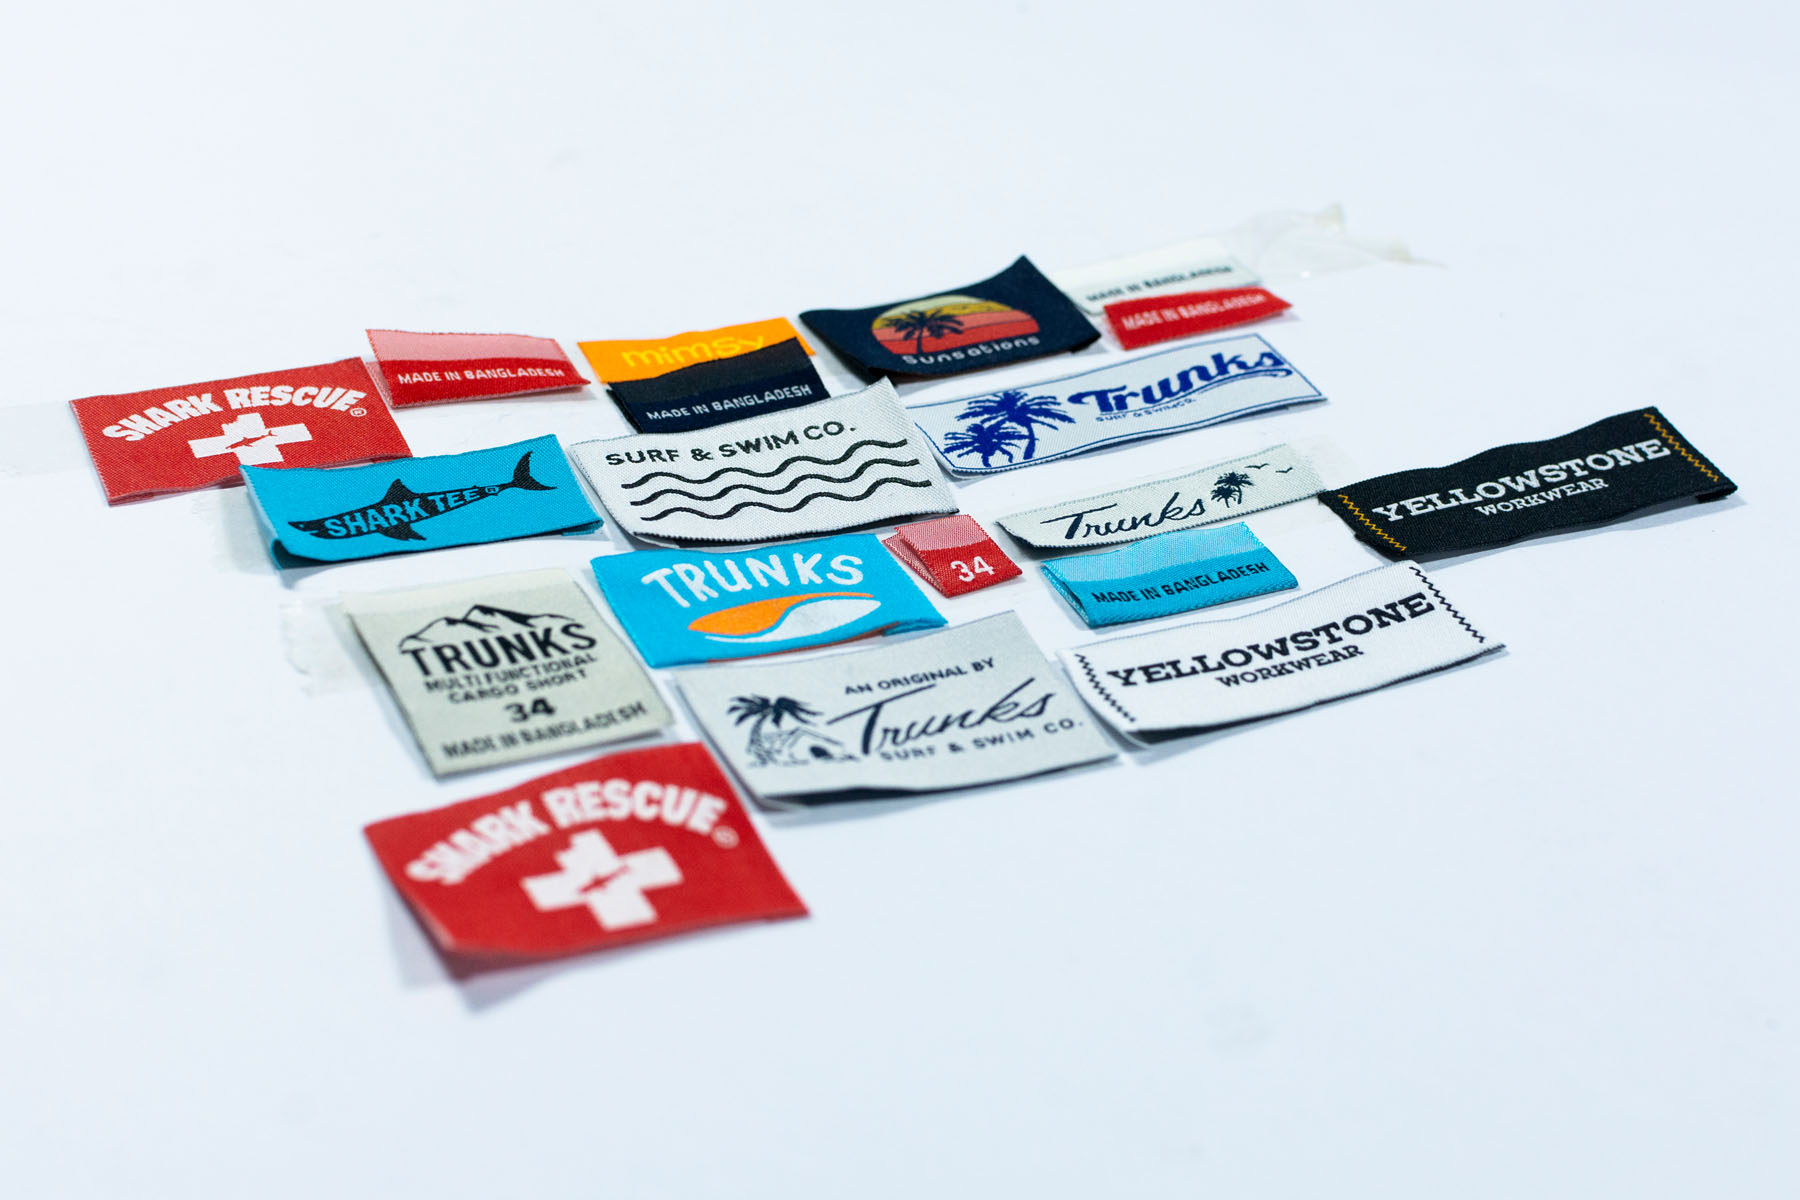 MADE IN BANGLADESH
MADE IN BANGLADESH
Sunsations
mimsy
MADE IN BANGLADESH
MADE IN BANGLADESH
Trunks
SURF & SWIM CO.
SHARK RESCUE®
SURF & SWIM CO.
SHARK TEE®
Trunks
YELLOWSTONE
WORKWEAR
TRUNKS
34
MADE IN BANGLADESH
YELLOWSTONE
WORKWEAR
TRUNKS
MULTI FUNCTIONAL
CARGO SHORT
34
MADE IN BANGLADESH
AN ORIGINAL BY
Trunks
SURF & SWIM CO.
SHARK RESCUE®